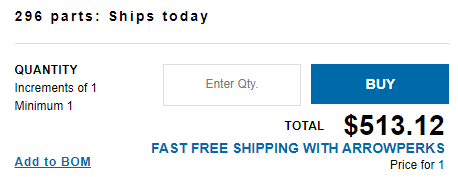 296 parts: Ships today
QUANTITY
Increments of 1
Minimum 1
Enter Qty.
BUY
TOTAL $513.12
FAST FREE SHIPPING WITH ARROWPERKS
Add to BOM
Price for 1